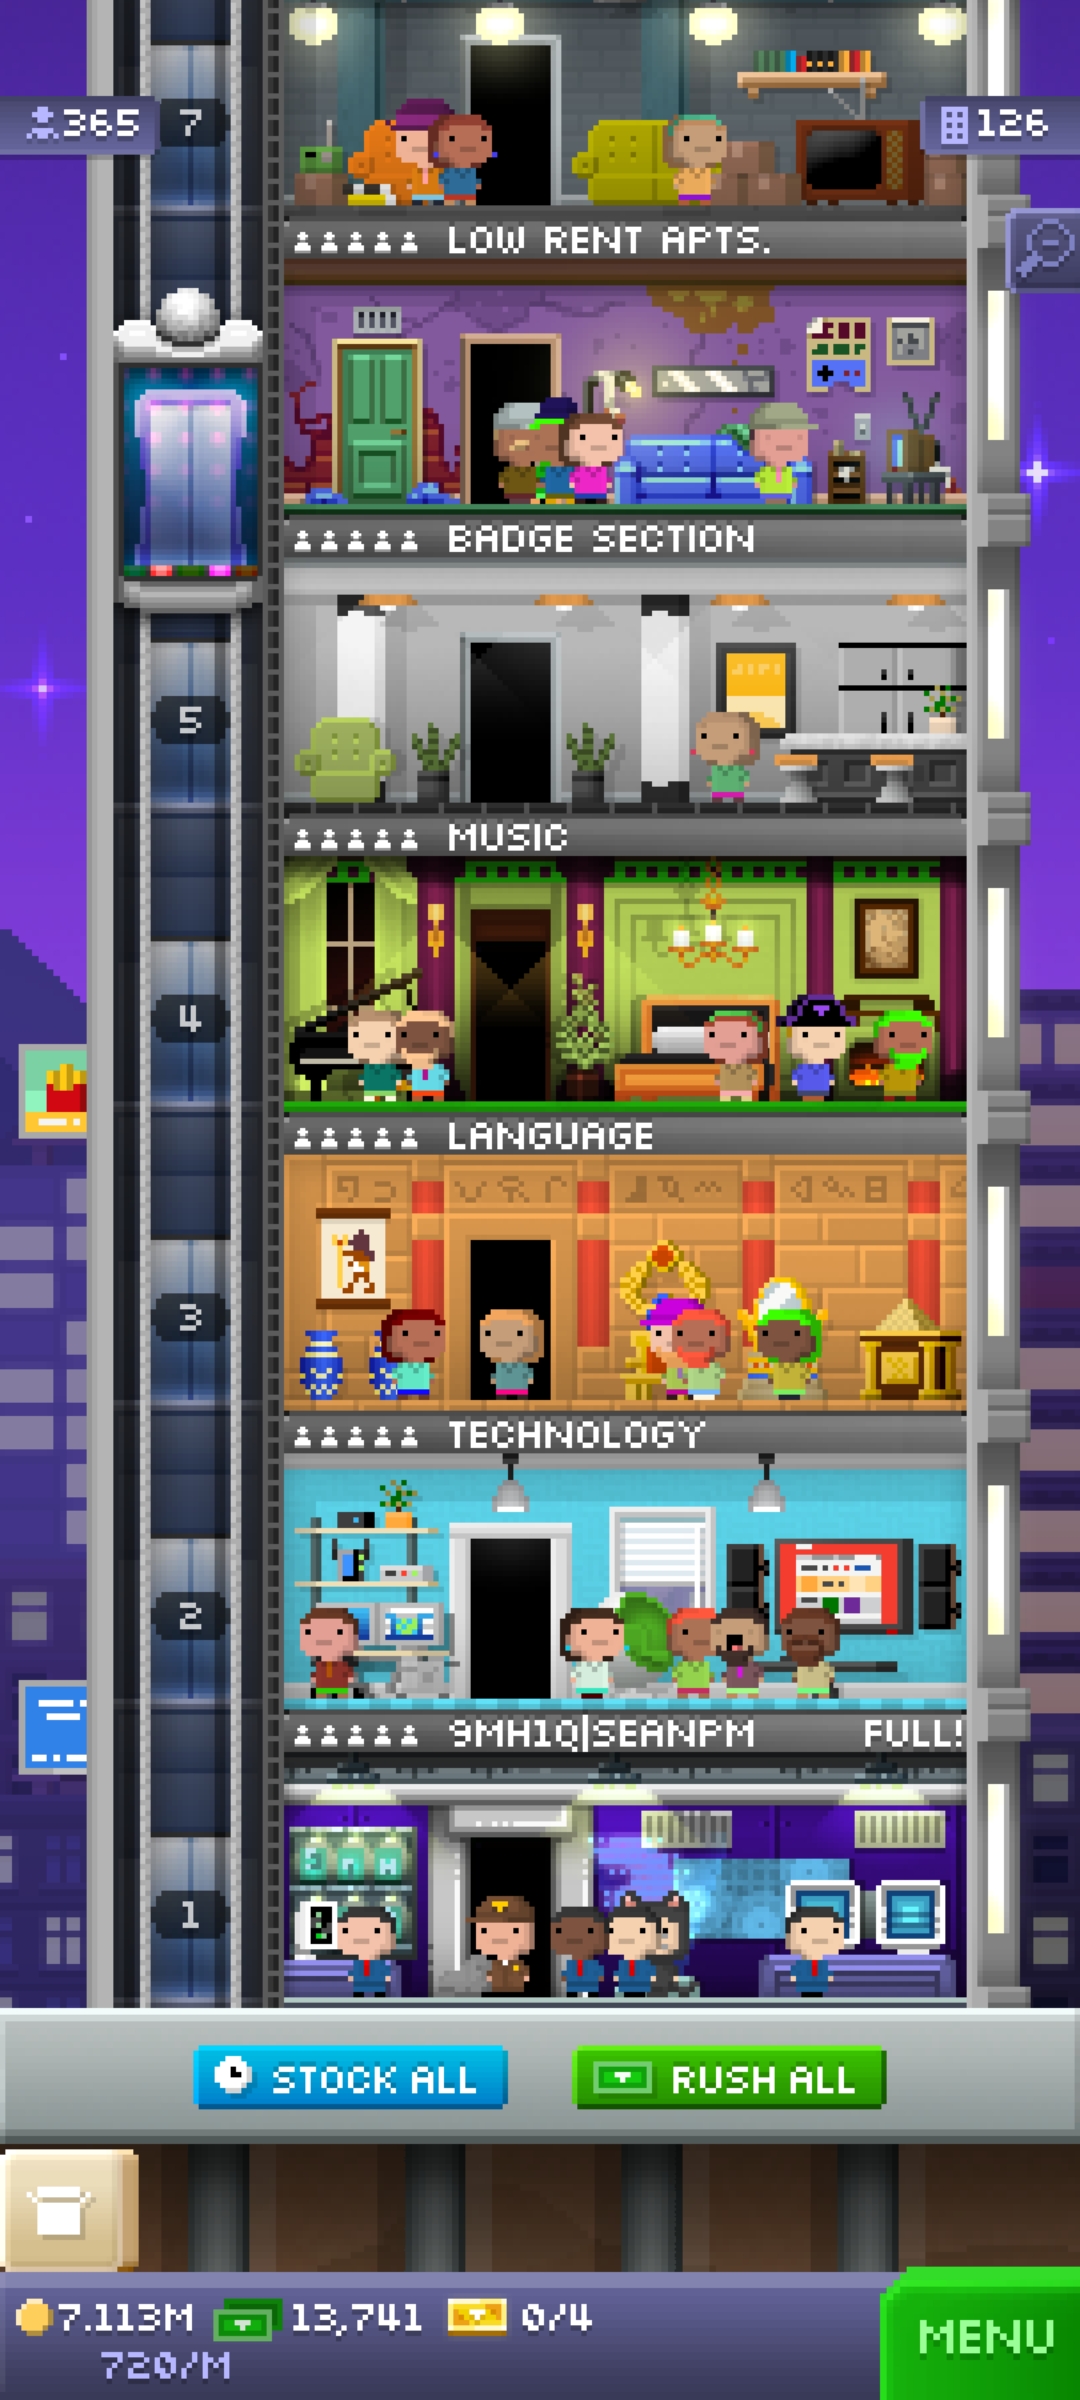 365
7
126
LOW RENT APTS.
BADGE SECTION
5
MUSIC
4
LANGUAGE
3
TECHNOLOGY
2
9MH1Q|SEANPM FULL!
1
STOCK ALL
RUSH ALL
7.113M
13,741
0/4
720/M
MENU